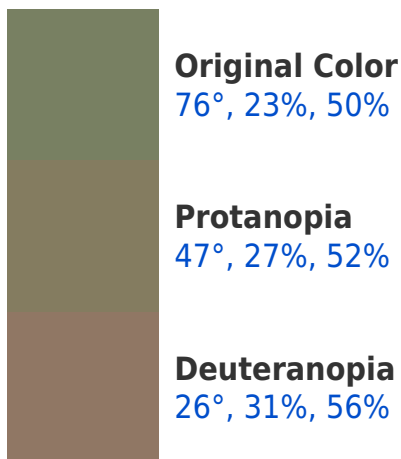 Original Color
76°, 23%, 50%
Protanopia
47°, 27%, 52%
Deuteranopia
26°, 31%, 56%